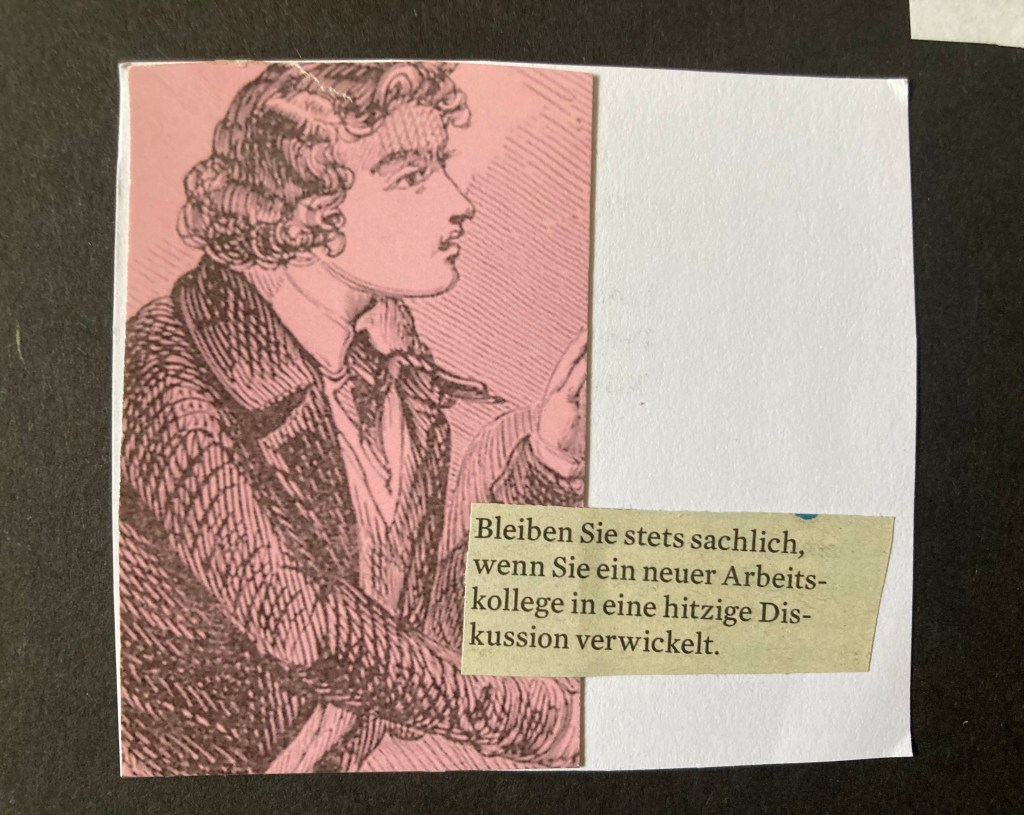 Bleiben Sie stets sachlich,
wenn Sie ein neuer Arbeits-
kollege in eine hitzige Dis-
kussion verwickelt.